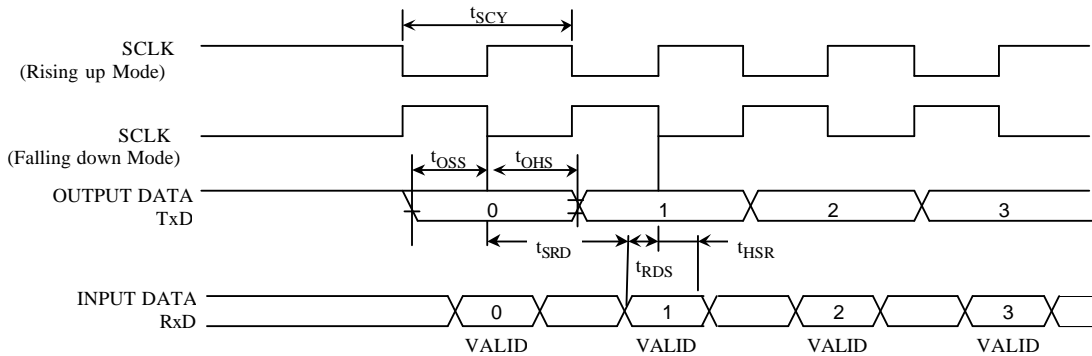 tSCY
SCLK
(Rising up Mode)
SCLK
(Falling down Mode)
tOSS
tOHS
OUTPUT DATA
TxD
0
1
2
3
tSRD
tRDS
tHSR
INPUT DATA
RxD
0
1
2
3
VALID
VALID
VALID
VALID